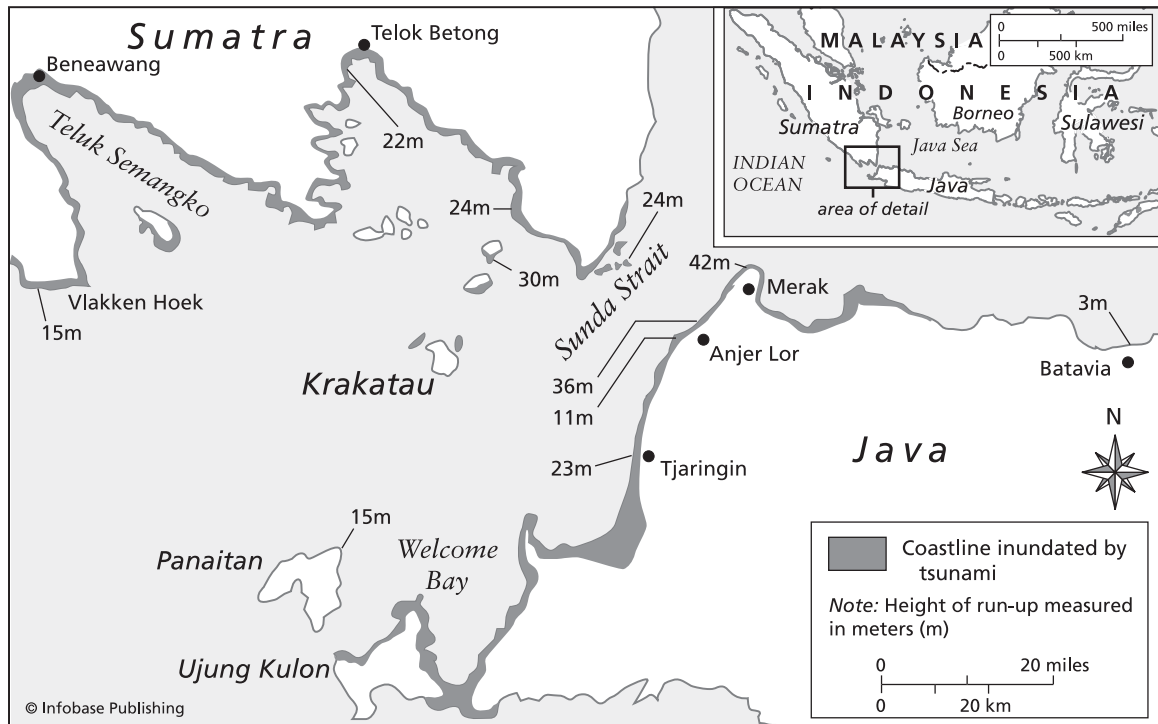 Sumatra
Telok Betong
Beneawang
Teluk Semangko
22m
24m
24m
30m
Sunda Strait
42m
Merak
3m
Vlakken Hoek
15m
Anjer Lor
Batavia
Krakatau
36m
11m
23m
Tjaringin
Java
N
15m
Panaitan
Welcome
Bay
Ujung Kulon
© Infobase Publishing
0 500 miles
0 500 km
MALAYSIA
INDONESIA
Borneo
Sumatra
Sulawesi
Java Sea
INDIAN
OCEAN
Java
area of detail
Coastline inundated by
tsunami
Note: Height of run-up measured
in meters (m)
0 20 miles
0 20 km